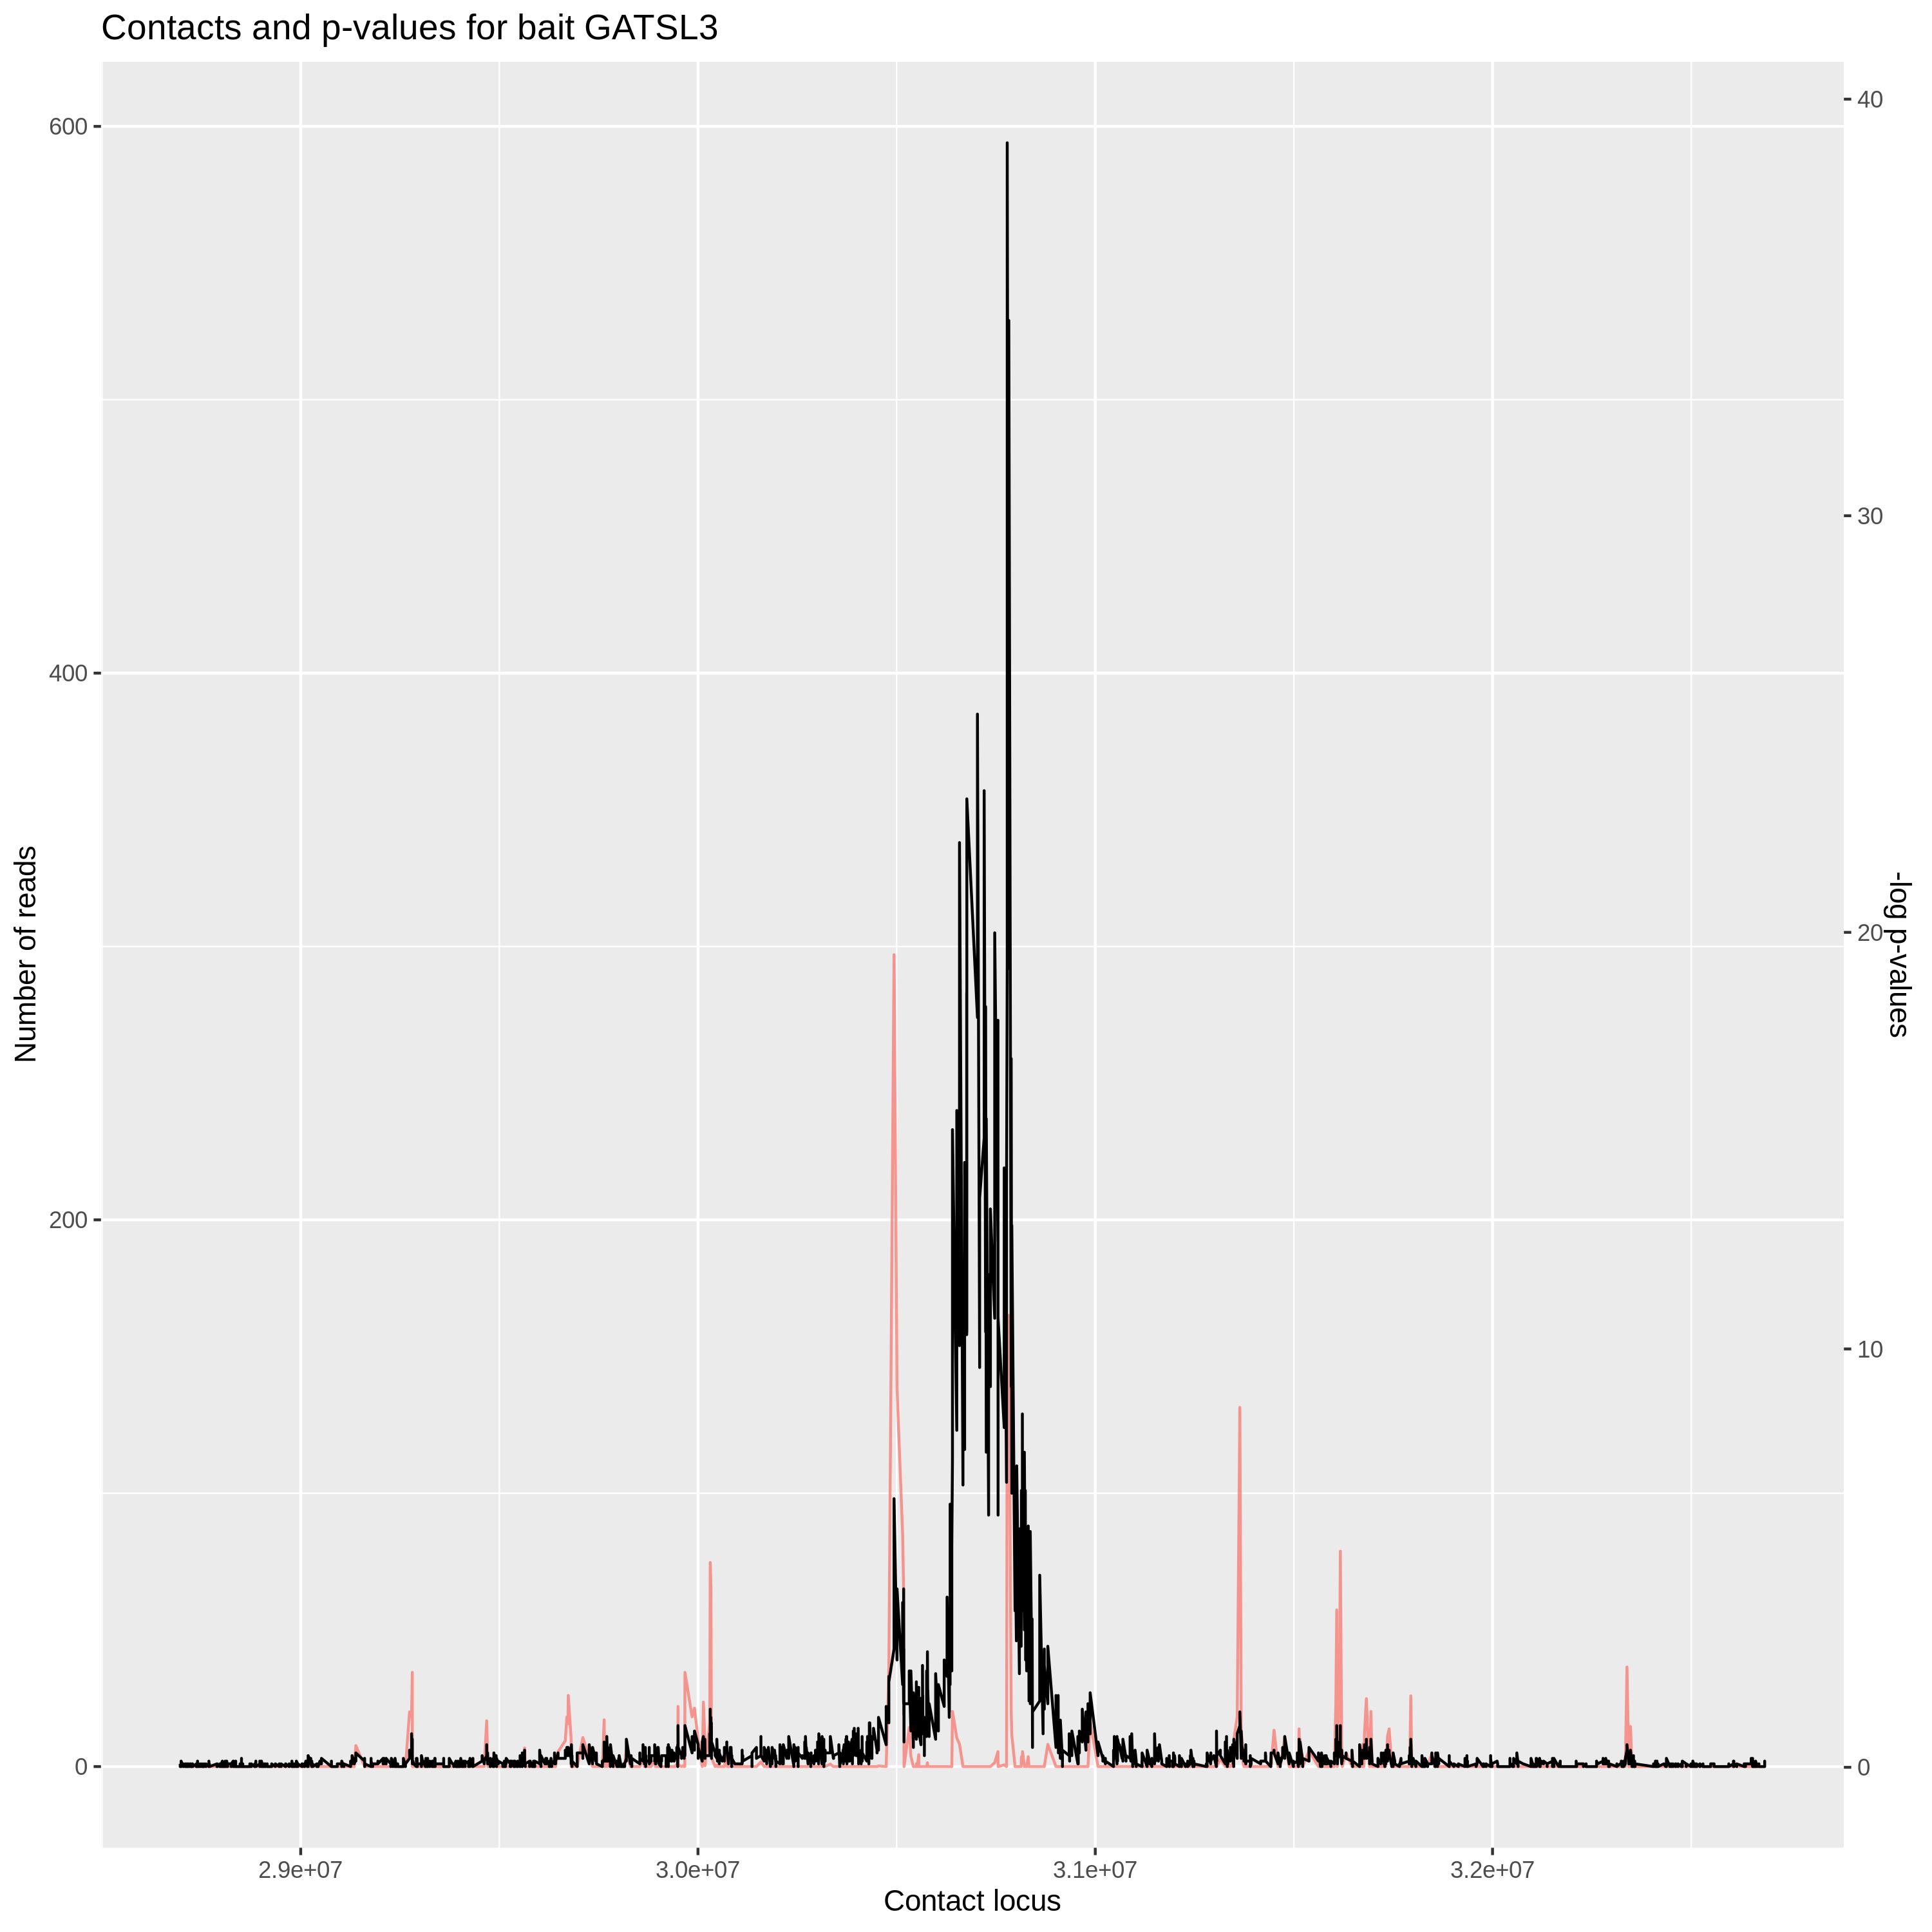 Contacts and p-values for bait GATSL3
600
400
200
0
Number of reads
40
30
20
10
0
-log p-values
2.9e+07
3.0e+07
3.1e+07
3.2e+07
Contact locus